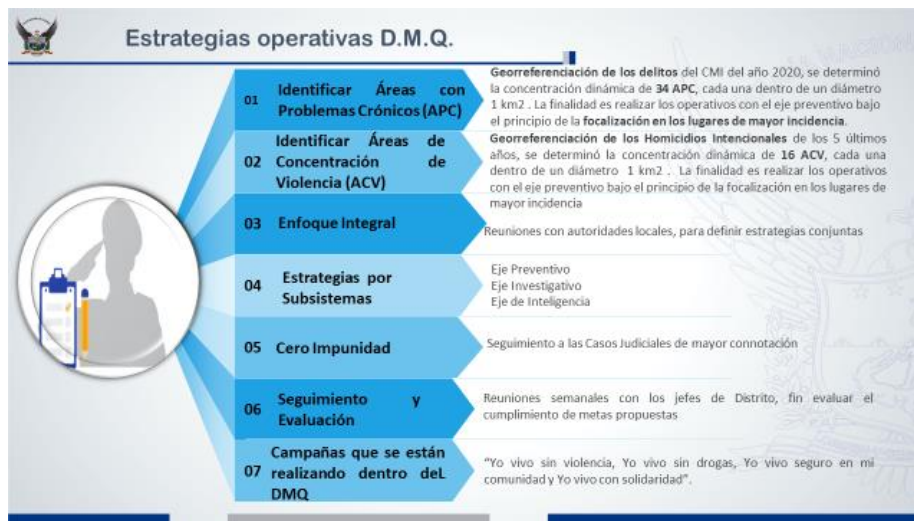 Estrategias operativas D.M.Q.
01 Identificar Áreas con
Problemas Crónicos (APC)
Georreferenciación de los delitos del CMI del año 2020, se determinó
la concentración dinámica de 34 APC, cada una dentro de un diámetro
1 km2 . La finalidad es realizar los operativos con el eje preventivo bajo
el principio de la focalización en los lugares de mayor incidencia.
02 Identificar Áreas de
Concentración de
Violencia (ACV)
Georreferenciación de los Homicidios Intencionales de los 5 últimos
años, se determinó la concentración dinámica de 16 ACV, cada una
dentro de un diámetro 1 km2 . La finalidad es realizar los operativos
con el eje preventivo bajo el principio de la focalización en los lugares de
mayor incidencia
03 Enfoque Integral
Reuniones con autoridades locales, para definir estrategias conjuntas
04 Estrategias por
Subsistemas
Eje Preventivo
Eje Investigativo
Eje de Inteligencia
05 Cero Impunidad
Seguimiento a las Casos Judiciales de mayor connotación
06 Seguimiento y
Evaluación
Reuniones semanales con los jefes de Distrito, fin evaluar el
cumplimiento de metas propuestas
07 Campañas que se están
realizando dentro deL
DMQ
“Yo vivo sin violencia, Yo vivo sin drogas, Yo vivo seguro en mi
comunidad y Yo vivo con solidaridad”.